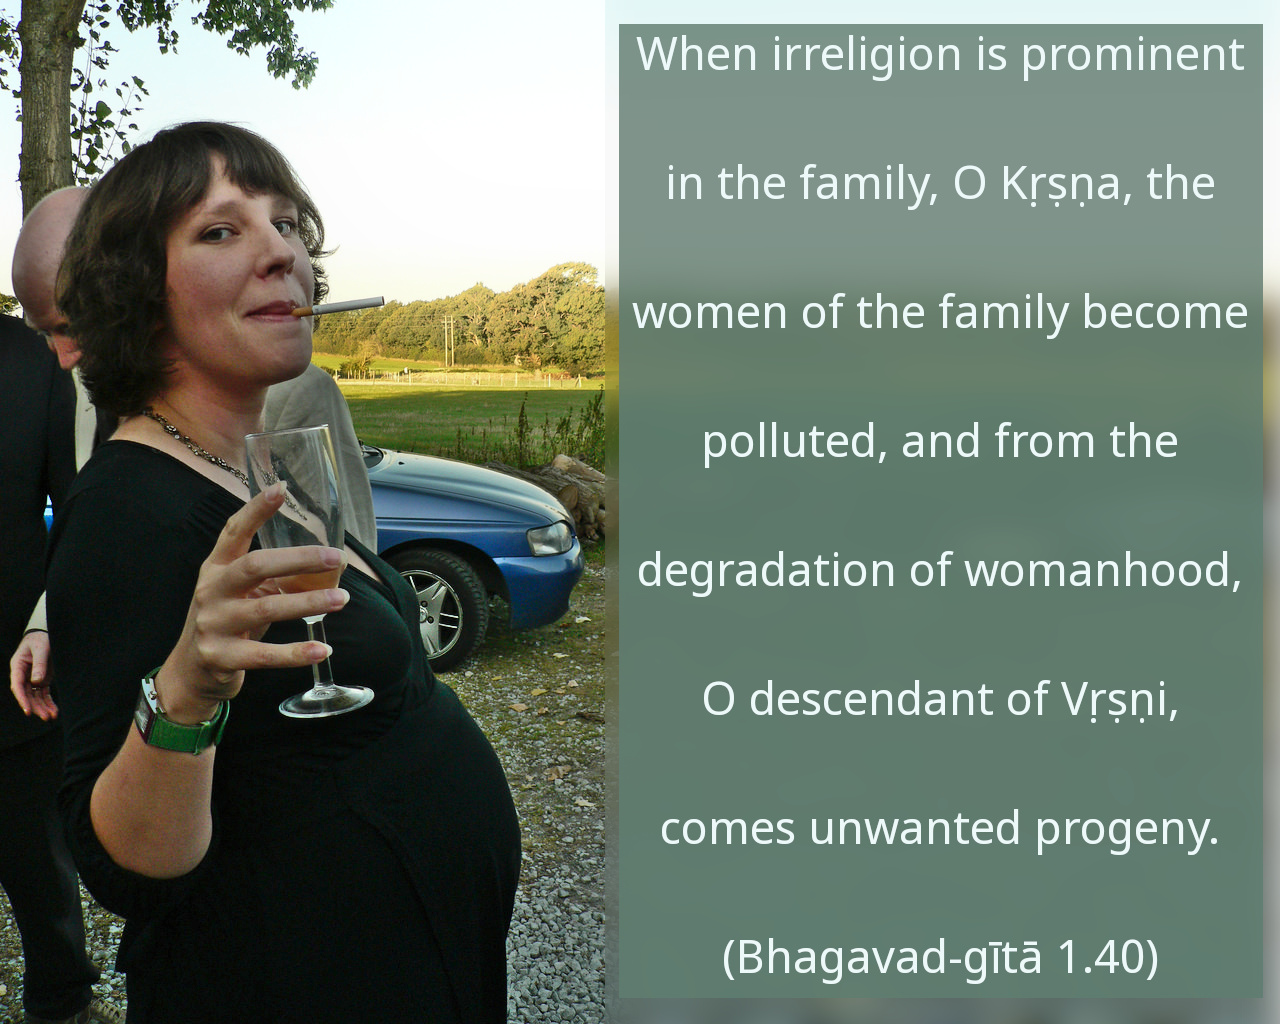 When irreligion is prominent
in the family, O Kṛṣṇa, the
women of the family become
polluted, and from the
degradation of womanhood,
O descendant of Vṛṣṇi,
comes unwanted progeny.
(Bhagavad-gītā 1.40)